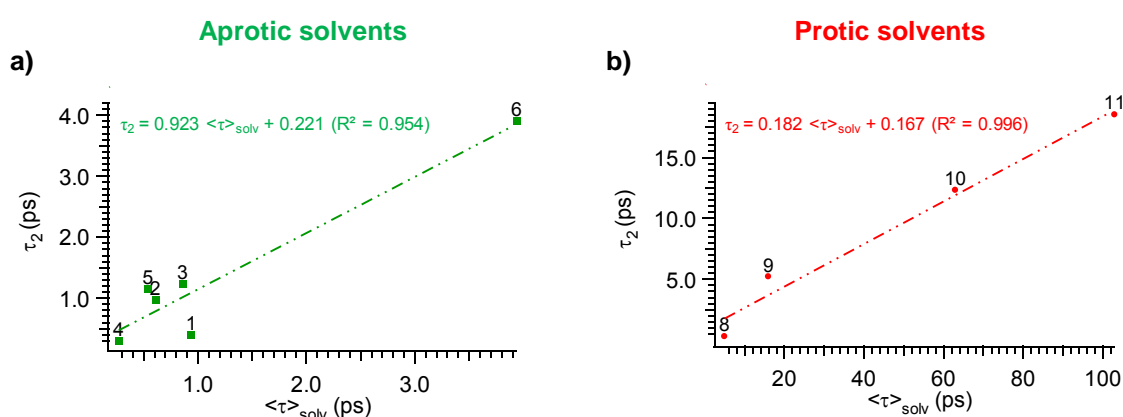 Aprotic solvents
a)
τ₂ = 0.923 <τ>solv + 0.221 (R² = 0.954)
4.0
3.0
2.0
1.0
τ₂ (ps)
6
5
2
3
4
1
1.0
2.0
3.0
<τ>solv (ps)
Protic solvents
b)
τ₂ = 0.182 <τ>solv + 0.167 (R² = 0.996)
15.0
10.0
5.0
τ₂ (ps)
11
10
9
8
20
40
60
80
100
<τ>solv (ps)